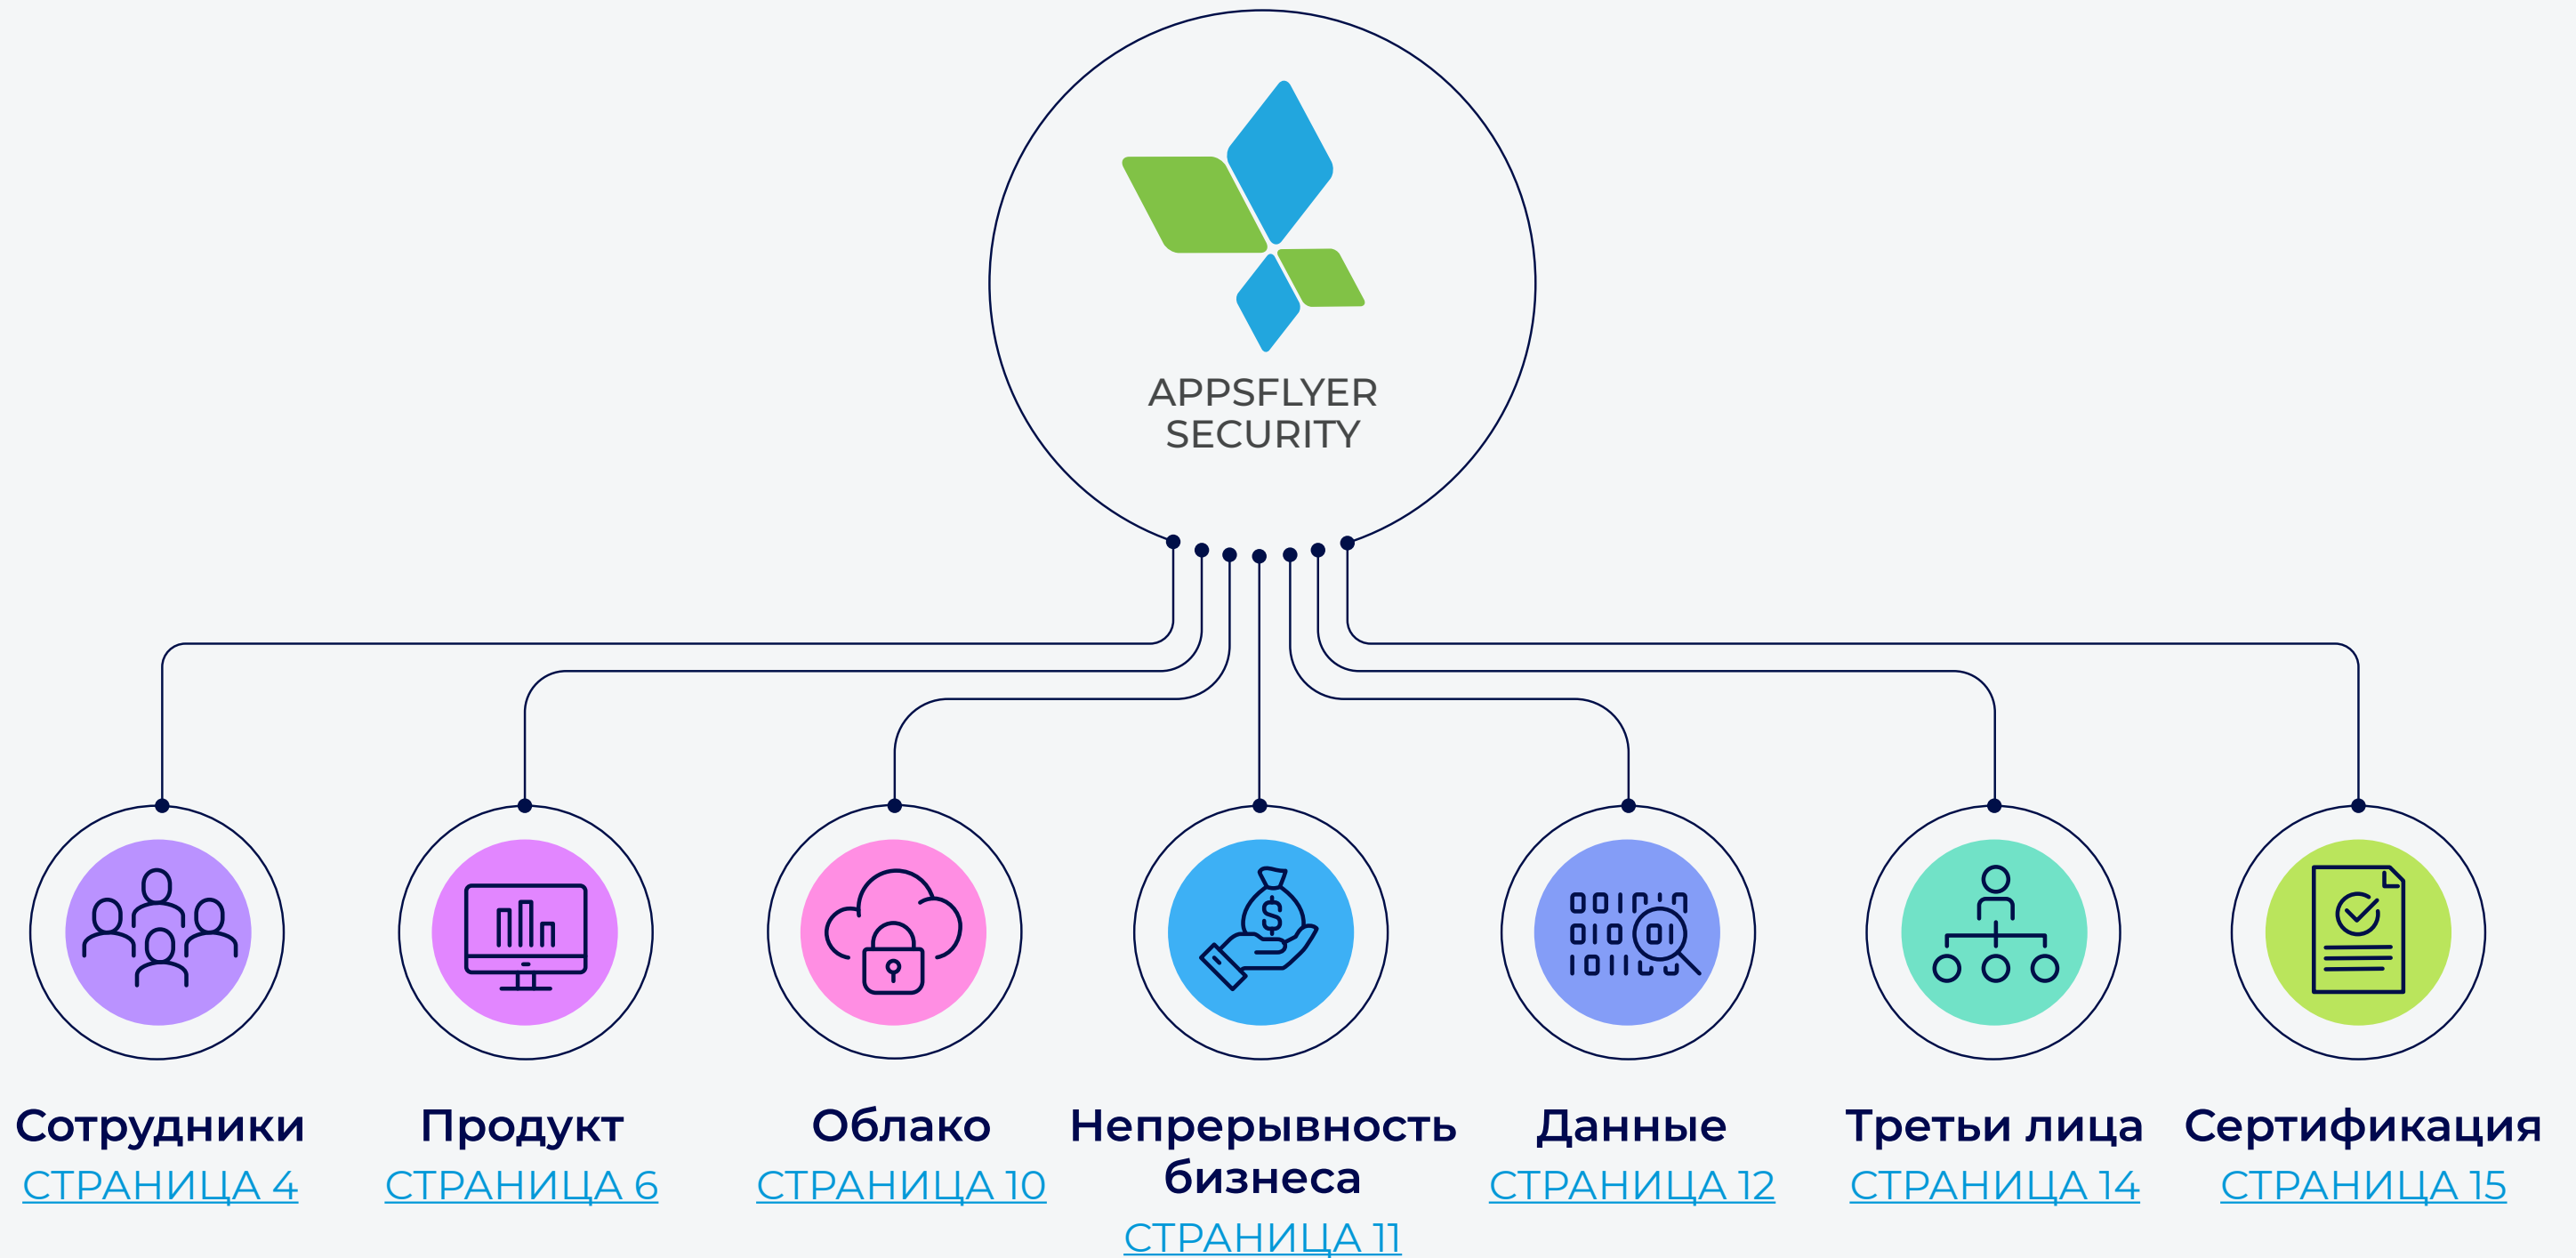 APPSFLYER
SECURITY
Сотрудники
СТРАНИЦА 4
Продукт
СТРАНИЦА 6
Облако
СТРАНИЦА 10
Непрерывность
бизнеса
СТРАНИЦА 11
Данные
СТРАНИЦА 12
Третьи лица
СТРАНИЦА 14
Сертификация
СТРАНИЦА 15